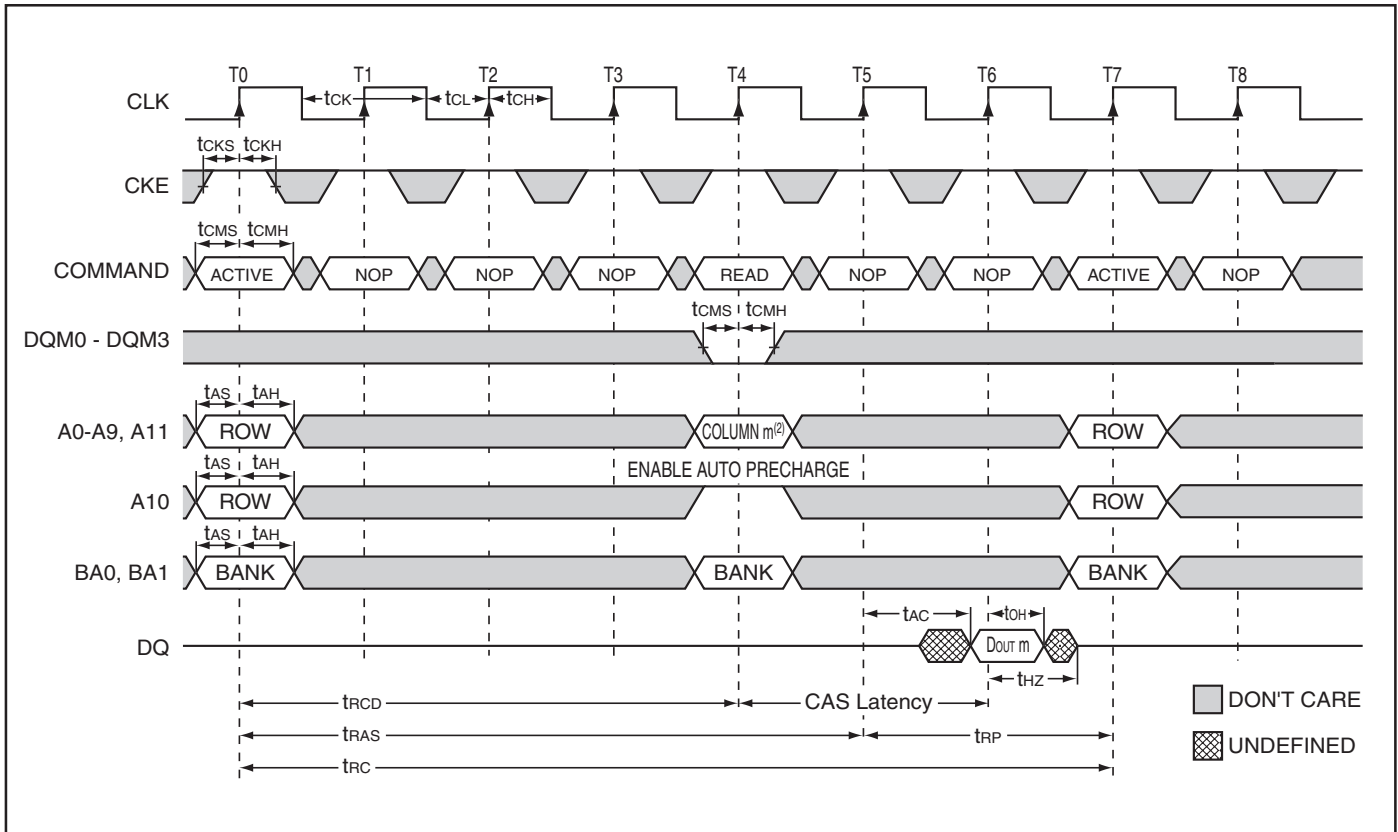 T0 T1 T2 T3 T4 T5 T6 T7 T8
CLK tCK tCL tCH
tCKS tCKH
CKE
tCMS tCMH
COMMAND ACTIVE NOP NOP NOP READ NOP NOP ACTIVE NOP
tCMS tCMH
DQM0 - DQM3
tAS tAH
A0-A9, A11 ROW COLUMN m(2) ROW
tAS tAH ENABLE AUTO PRECHARGE
A10 ROW ROW
tAS tAH
BA0, BA1 BANK BANK BANK
tAC tOH
DQ DOUT m
tHZ
tRCD CAS Latency DON'T CARE
tRAS tRP UNDEFINED
tRC